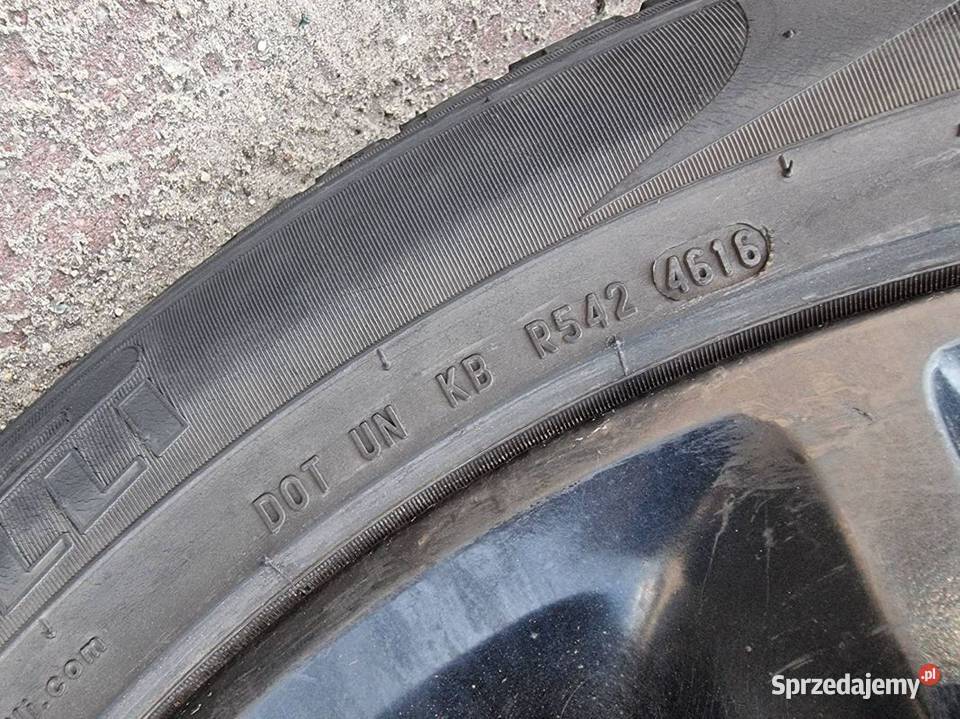 DOT UN KB R542 4616
Sprzedajemy.pl